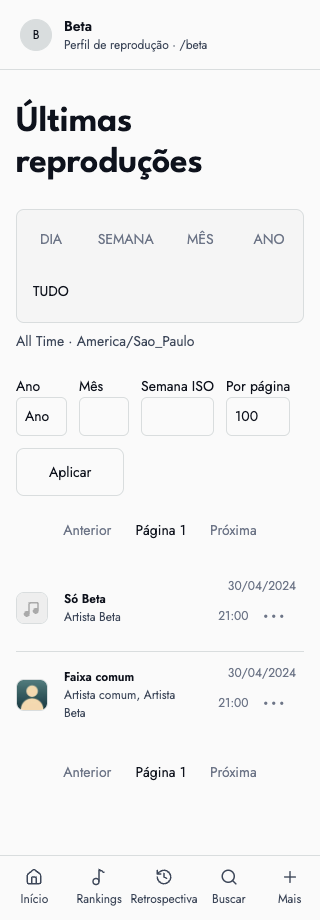 B
Beta
Perfil de reprodução · /beta
Últimas
reproduções
DIA SEMANA MÊS ANO
TUDO
All Time · America/Sao_Paulo
Ano Mês Semana ISO Por página
Ano 100
Aplicar
Anterior Página 1 Próxima
Só Beta
Artista Beta
30/04/2024
21:00
Faixa comum
Artista comum, Artista
Beta
30/04/2024
21:00
Anterior Página 1 Próxima
Início Rankings Retrospectiva Buscar Mais